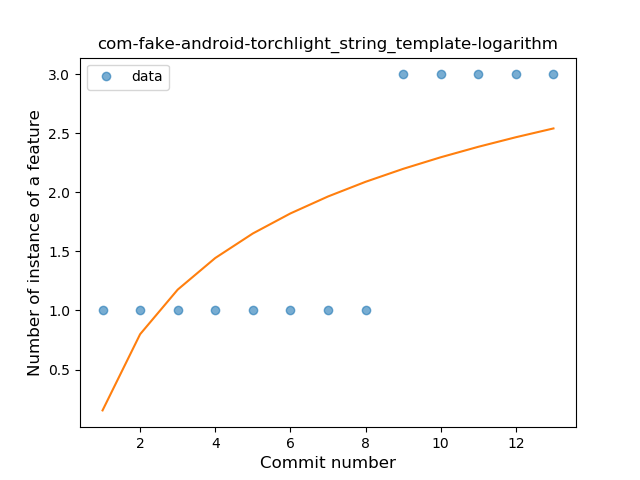 com-fake-android-torchlight_string_template-logarithm
data
Number of instance of a feature
3.0
2.5
2.0
1.5
1.0
0.5
2 4 6 8 10 12
Commit number